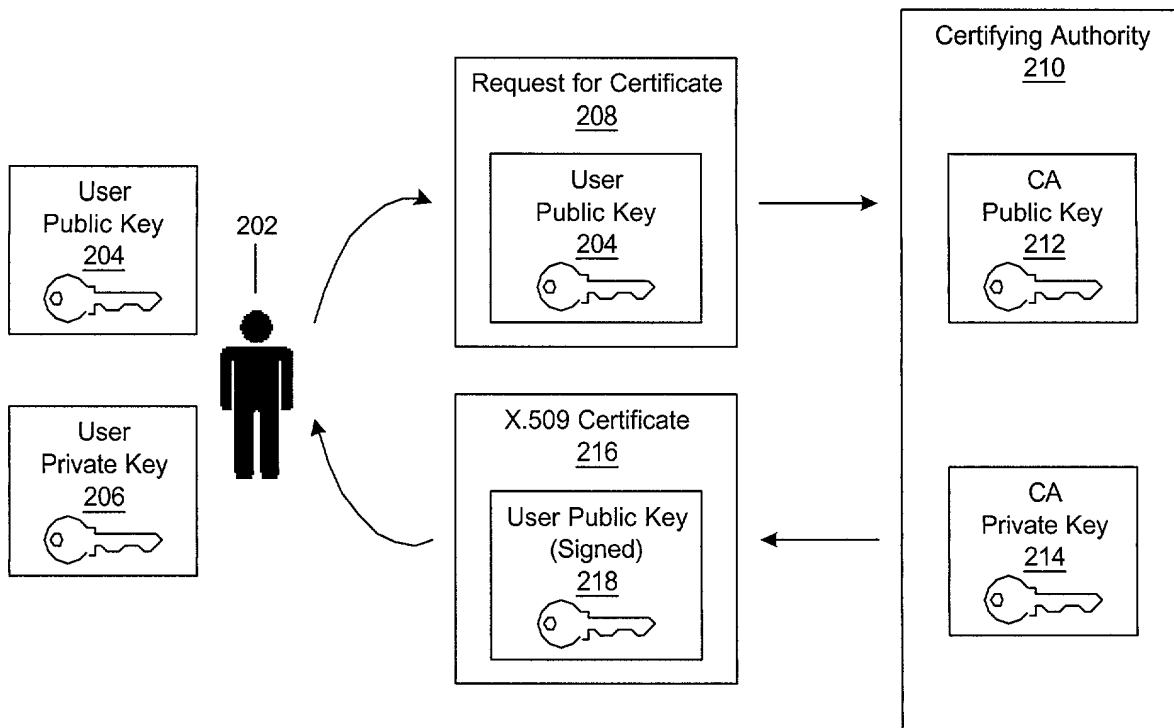 User
Public Key
204
User
Private Key
206
202
Request for Certificate
208
User
Public Key
204
X.509 Certificate
216
User Public Key
(Signed)
218
Certifying Authority
210
CA
Public Key
212
CA
Private Key
214